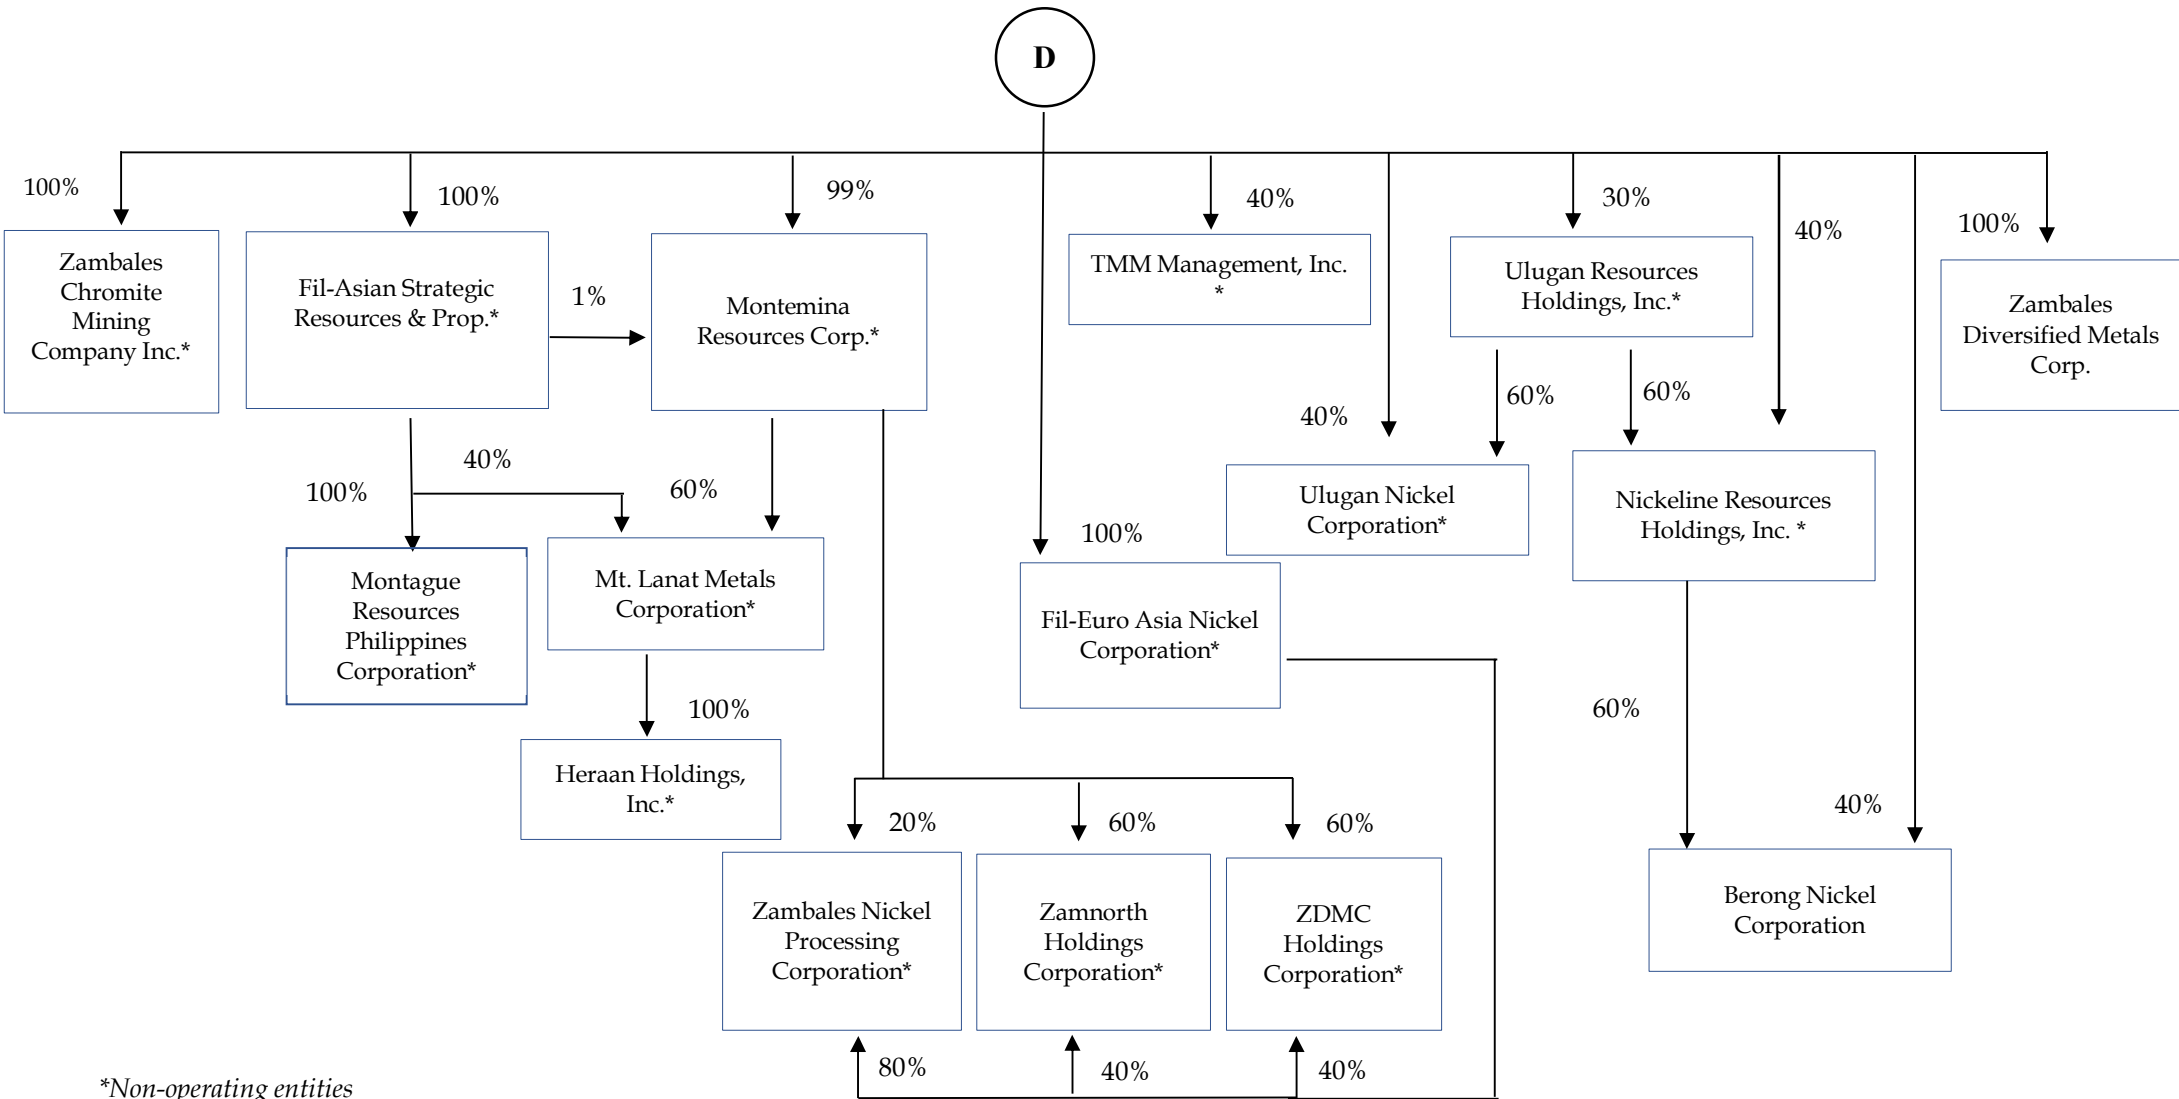 D
100%
100%
99%
40%
30%
40%
100%
Zambales
Chromite
Mining
Company Inc.*
Fil-Asian Strategic
Resources & Prop.*
1%
Montemina
Resources Corp.*
TMM Management, Inc.
*
Ulugan Resources
Holdings, Inc.*
Zambales
Diversified Metals
Corp.
40%
60%
60%
100%
40%
60%
100%
Ulugan Nickel
Corporation*
Nickeline Resources
Holdings, Inc. *
Montague
Resources
Philippines
Corporation*
Mt. Lanat Metals
Corporation*
Fil-Euro Asia Nickel
Corporation*
100%
60%
Heraan Holdings,
Inc.*
20%
60%
60%
40%
Zambales Nickel
Processing
Corporation*
Zamnorth
Holdings
Corporation*
ZDMC
Holdings
Corporation*
Berong Nickel
Corporation
80%
40%
40%
*Non-operating entities